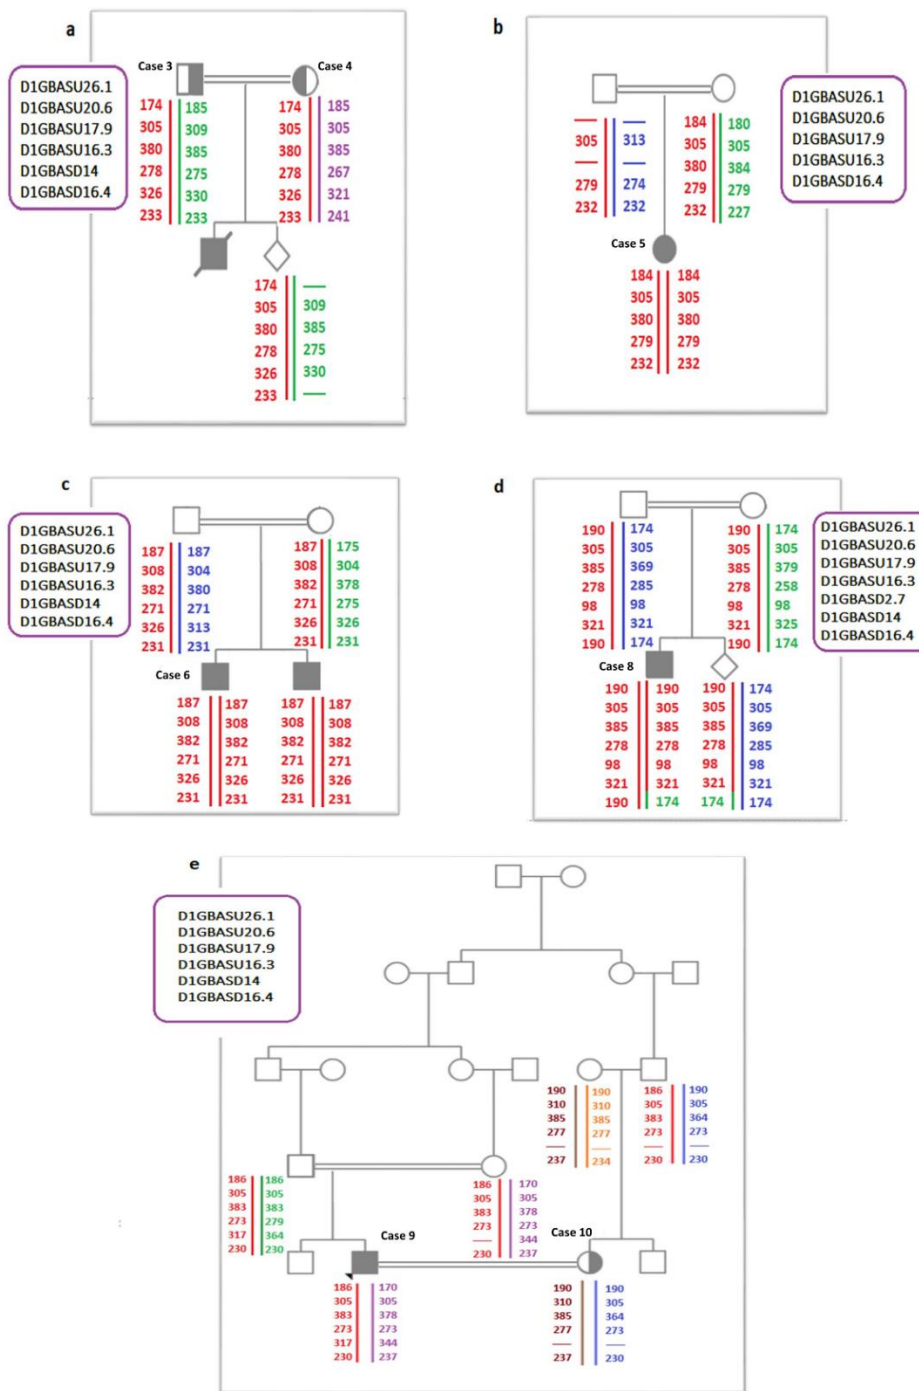 a
Case 3
Case 4
D1GBASU26.1
D1GBASU20.6
D1GBASU17.9
D1GBASU16.3
D1GBASD14
D1GBASD16.4
174 185 174 185
305 309 305 305
380 385 380 385
278 275 278 267
326 330 326 321
233 233 233 241
174 —
305 309
380 385
278 275
326 330
233 —
b
D1GBASU26.1
D1GBASU20.6
D1GBASU17.9
D1GBASU16.3
D1GBASD16.4
— — 184 180
305 313 305 305
— — 380 384
279 274 279 279
232 232 232 227
Case 5
184 184
305 305
380 380
279 279
232 232
c
D1GBASU26.1
D1GBASU20.6
D1GBASU17.9
D1GBASU16.3
D1GBASD14
D1GBASD16.4
187 187 187 175
308 304 308 304
382 380 382 378
271 271 271 275
326 313 326 326
231 231 231 231
Case 6
187 187 187 187
308 308 308 308
382 382 382 382
271 271 271 271
326 326 326 326
231 231 231 231
d
D1GBASU26.1
D1GBASU20.6
D1GBASU17.9
D1GBASU16.3
D1GBASD2.7
D1GBASD14
D1GBASD16.4
190 174 190 174
305 305 305 305
385 369 385 379
278 285 278 258
98 98 98 98
321 321 321 325
190 174 190 174
Case 8
190 190 190 174
305 305 305 305
385 385 385 369
278 278 278 285
98 98 98 98
321 321 321 321
190 174 174 174
e
D1GBASU26.1
D1GBASU20.6
D1GBASU17.9
D1GBASU16.3
D1GBASD14
D1GBASD16.4
190 190 186 190
310 310 305 305
385 385 383 364
277 277 273 273
— — — —
237 234 230 230
186 186
305 305
383 383
273 279
317 364
230 230
186 170
305 305
383 378
273 273
— 344
230 237
Case 9
Case 10
186 170
305 305
383 378
273 273
317 344
230 237
190 190
310 305
385 364
277 273
— —
237 230